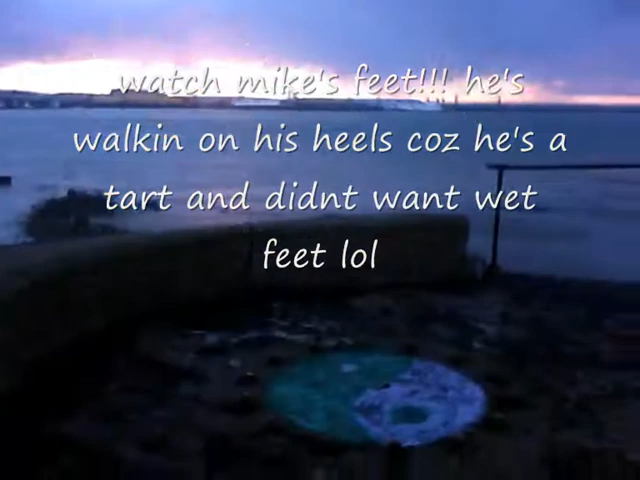 watch mike's feet!!! he's
walkin on his heels coz he's a
tart and didnt want wet
feet lol